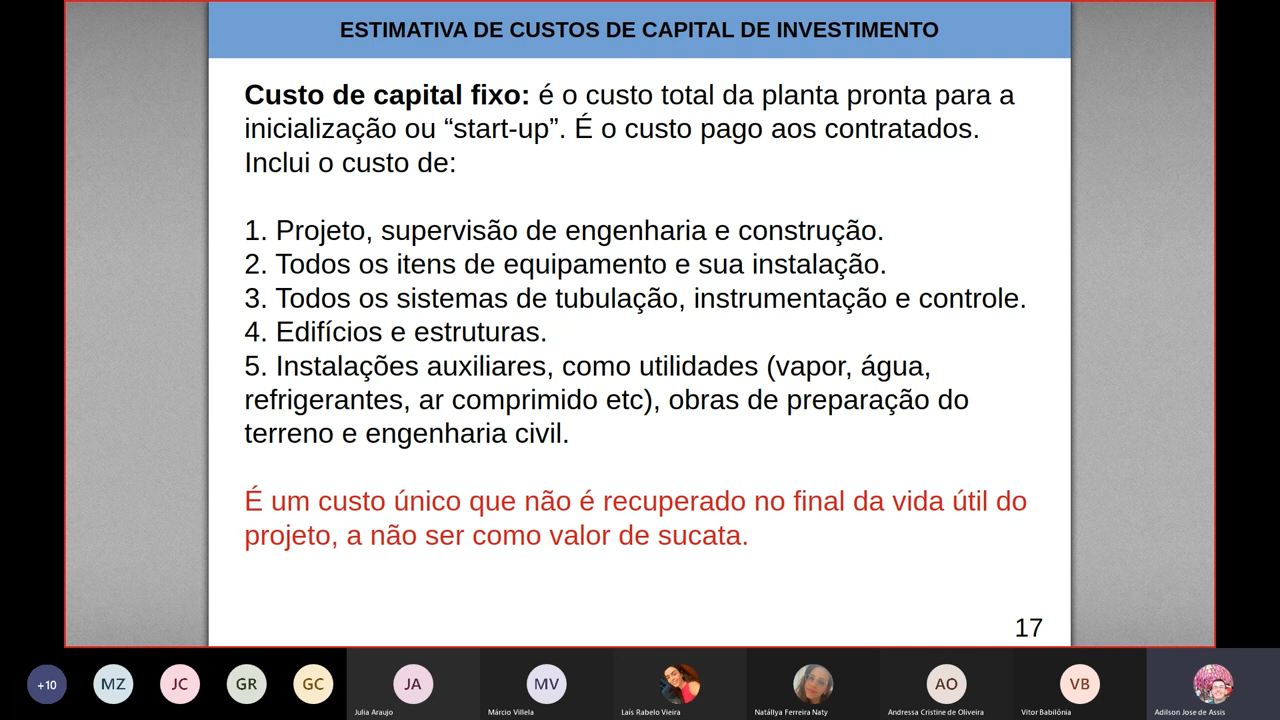 ESTIMATIVA DE CUSTOS DE CAPITAL DE INVESTIMENTO
Custo de capital fixo: é o custo total da planta pronta para a
inicialização ou “start-up”. É o custo pago aos contratados.
Inclui o custo de:
1. Projeto, supervisão de engenharia e construção.
2. Todos os itens de equipamento e sua instalação.
3. Todos os sistemas de tubulação, instrumentação e controle.
4. Edifícios e estruturas.
5. Instalações auxiliares, como utilidades (vapor, água,
refrigerantes, ar comprimido etc), obras de preparação do
terreno e engenharia civil.
É um custo único que não é recuperado no final da vida útil do
projeto, a não ser como valor de sucata.
17
+10 MZ JC GR GC JA MV AO VB
Julia Araujo Márcio Villela Laís Rabelo Vieira Natállya Ferreira Naty Andressa Cristine de Oliveira Vitor Babilônia Adilson Jose de Assis